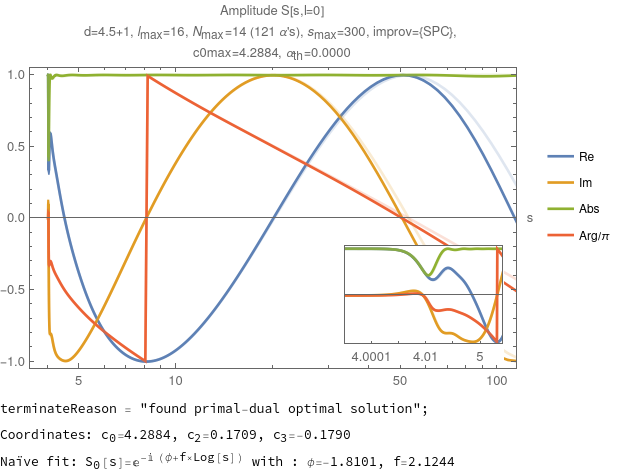 Amplitude S[s,l=0]
d=4.5+1, lmax=16, Nmax=14 (121 α's), smax=300, improv={SPC},
c0max=4.2884, αth=0.0000
1.0
0.5
0.0
−0.5
−1.0
s
Re
Im
Abs
Arg/π
4.0001 4.01 5
5 10 50 100
terminateReason = "found primal-dual optimal solution";
Coordinates: c0=4.2884, c2=0.1709, c3=-0.1790
Naïve fit: S0[s]=e^-i (ϕ+f×Log[s]) with : ϕ=-1.8101, f=2.1244